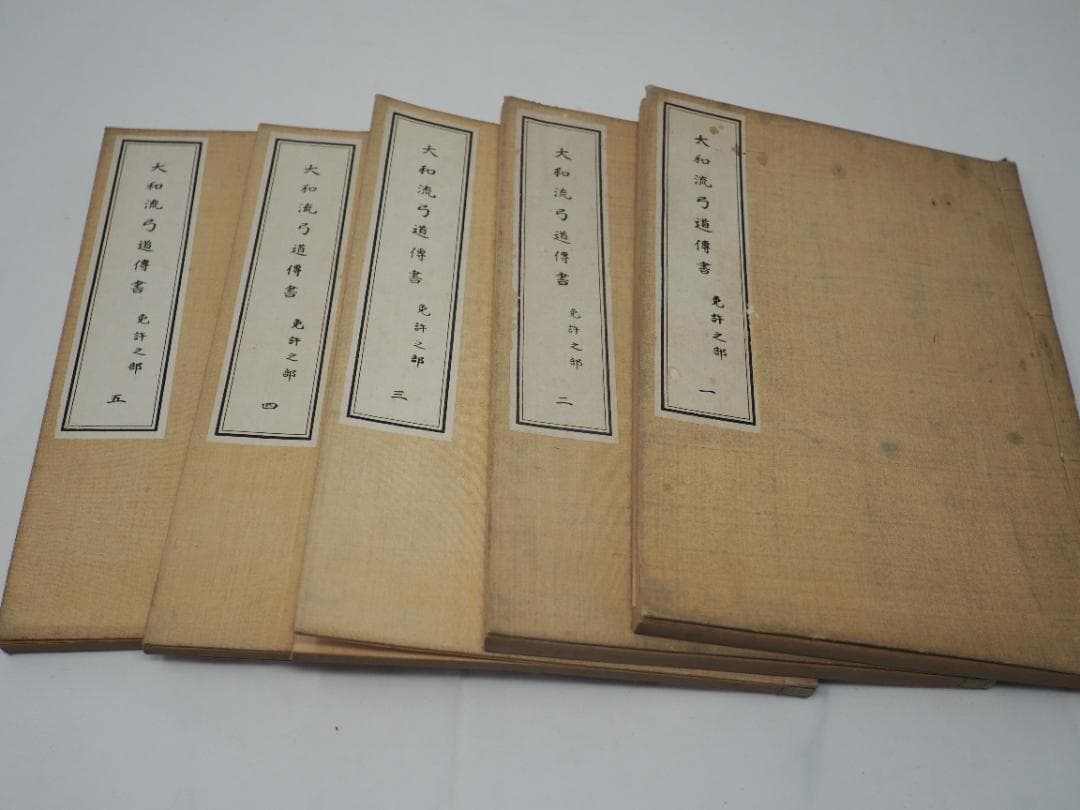 大和流弓道傳書 免許之部 一
大和流弓道傳書 免許之部 二
大和流弓道傳書 免許之部 三
大和流弓道傳書 免許之部 四
大和流弓道傳書 免許之部 五